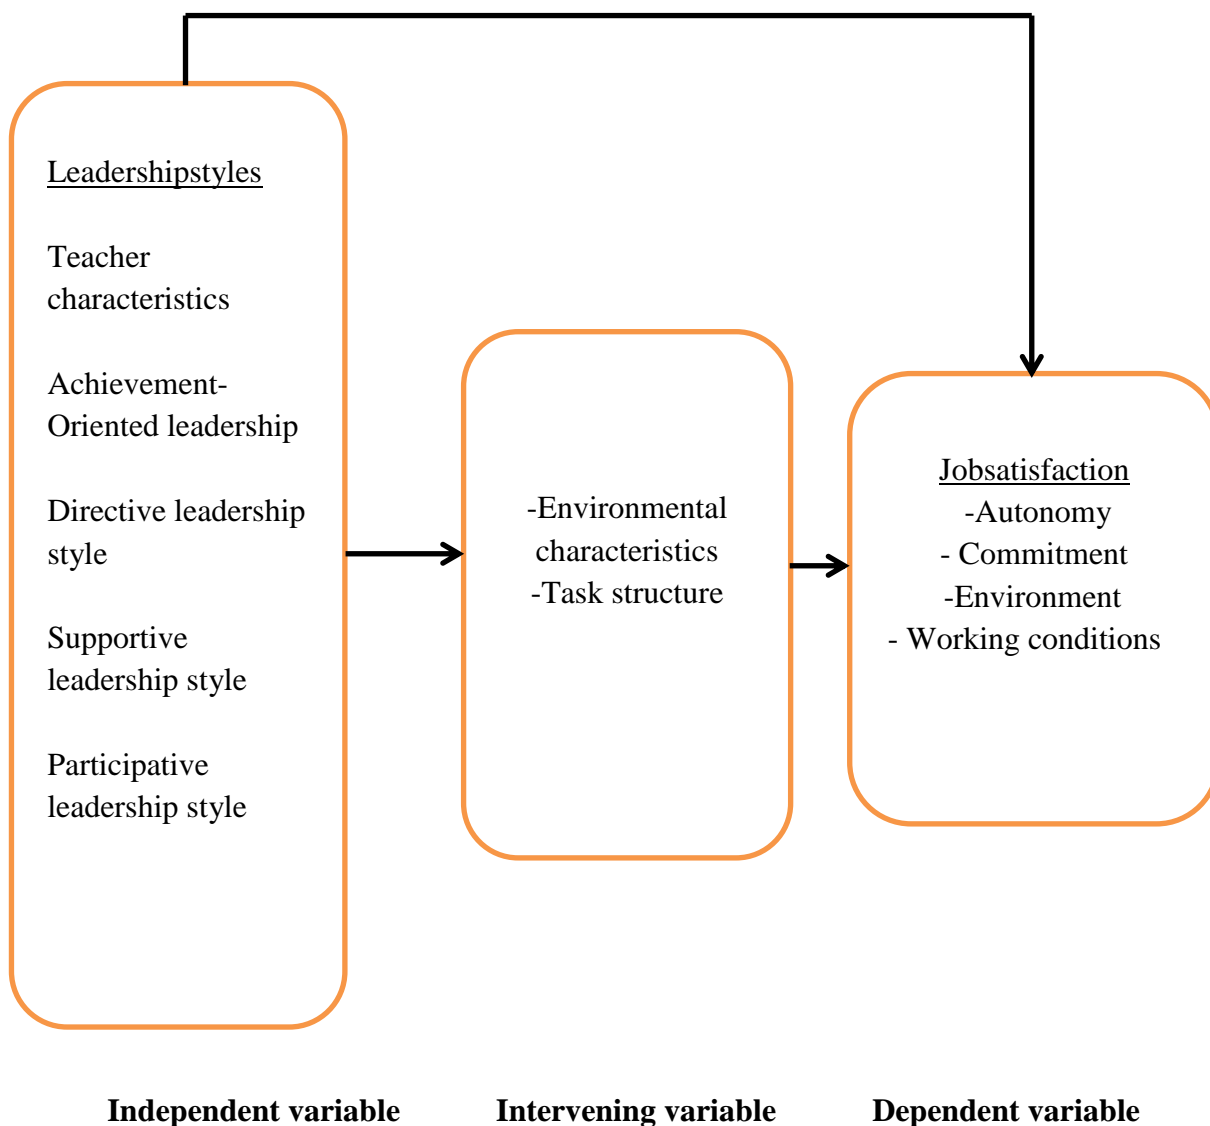 Leadershipstyles
Teacher
characteristics
Achievement-
Oriented leadership
Directive leadership
style
Supportive
leadership style
Participative
leadership style
-Environmental
characteristics
-Task structure
Jobsatisfaction
-Autonomy
- Commitment
-Environment
- Working conditions
Independent variable
Intervening variable
Dependent variable